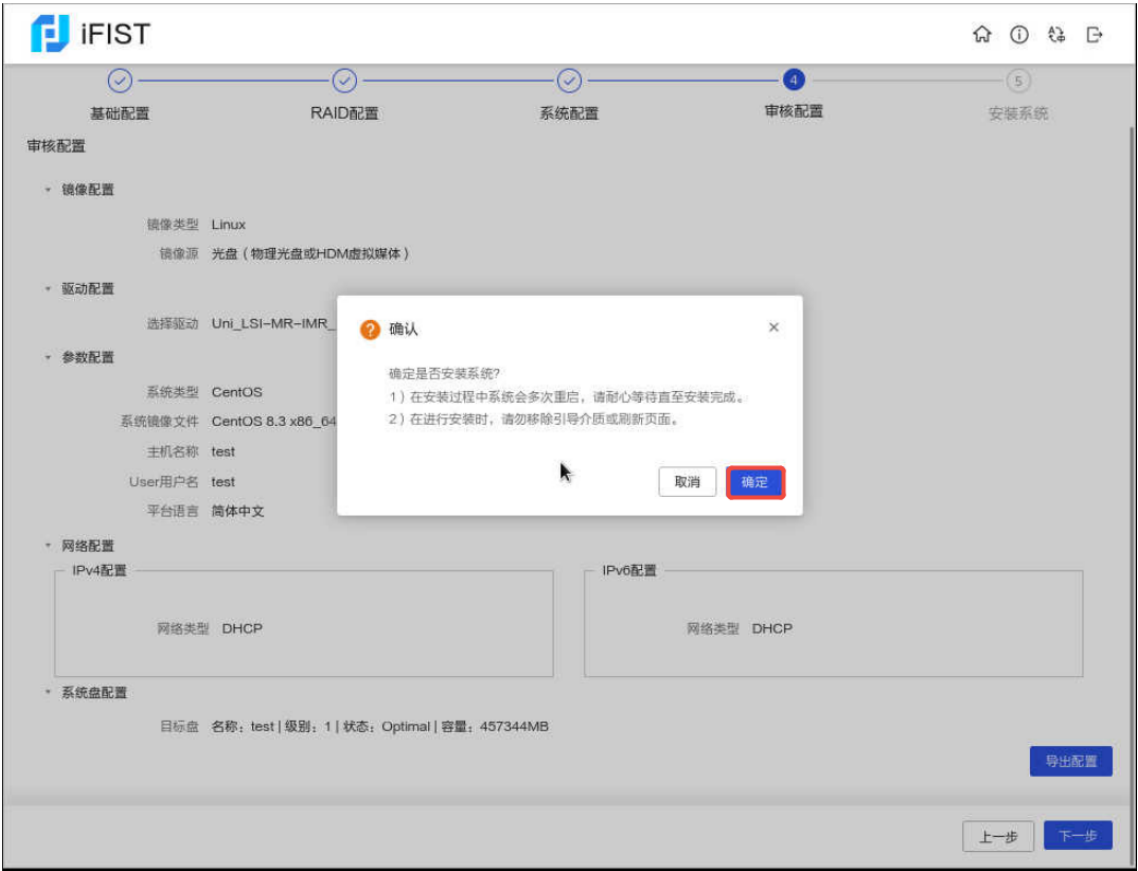 iFIST
4
5
基础配置
RAID配置
系统配置
审核配置
安装系统
审核配置
镜像配置
镜像类型 Linux
镜像源 光盘(物理光盘或HDM虚拟媒体)
驱动配置
选择驱动 Uni_LSI-MR-IMR_
参数配置
系统类型 CentOS
系统镜像文件 CentOS 8.3 x86_64
主机名称 test
User用户名 test
平台语言 简体中文
? 确认
确定是否安装系统?
1)在安装过程中系统会多次重启,请耐心等待直至安装完成。
2)在进行安装时,请勿移除引导介质或刷新页面。
取消 确定
网络配置
IPv4配置
网络类型 DHCP
IPv6配置
网络类型 DHCP
系统盘配置
目标盘 名称:test | 级别:1 | 状态:Optimal | 容量:457344MB
导出配置
上一步 下一步